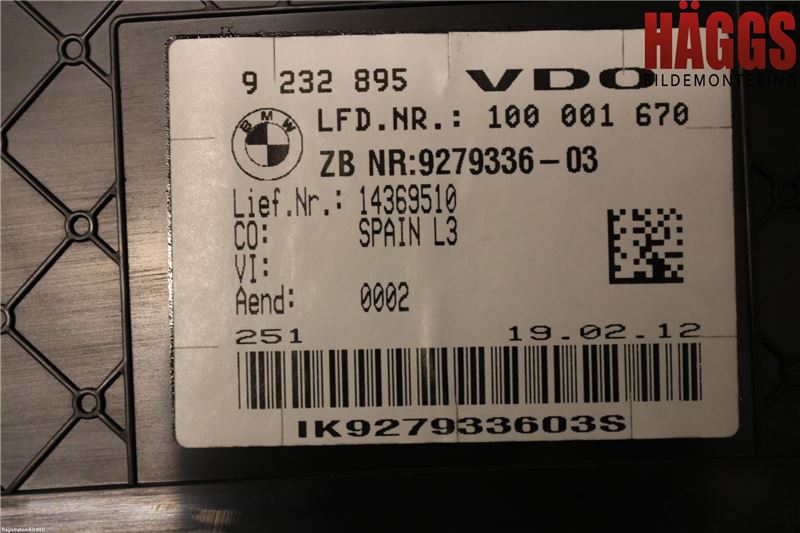 HÄGGS
BILDEMONTERING
9 232 895 VDO
BMW
LFD.NR.: 100 001 670
ZB NR:9279336-03
Lief.Nr.: 14369510
CO: SPAIN L3
VI:
Aend: 0002
251 19.02.12
IK927933603S